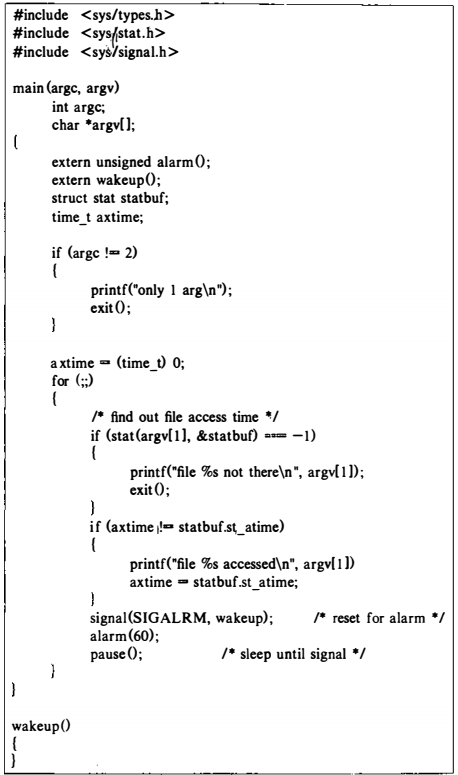 #include <sys/types.h>
#include <sys/stat.h>
#include <sys/signal.h>

main(argc, argv)
      int argc;
      char *argv[];
{
      extern unsigned alarm();
      extern wakeup();
      struct stat statbuf;
      time_t axtime;

      if (argc != 2)
      {
            printf("only 1 arg\n");
            exit();
      }

      axtime = (time_t) 0;
      for (;;)
      {
            /* find out file access time */
            if (stat(argv[1], &statbuf) == -1)
            {
                  printf("file %s not there\n", argv[1]);
                  exit();
            }
            if (axtime != statbuf.st_atime)
            {
                  printf("file %s accessed\n", argv[1])
                  axtime = statbuf.st_atime;
            }
            signal(SIGALRM, wakeup);      /* reset for alarm */
            alarm(60);
            pause();            /* sleep until signal */
      }
}

wakeup()
{
}